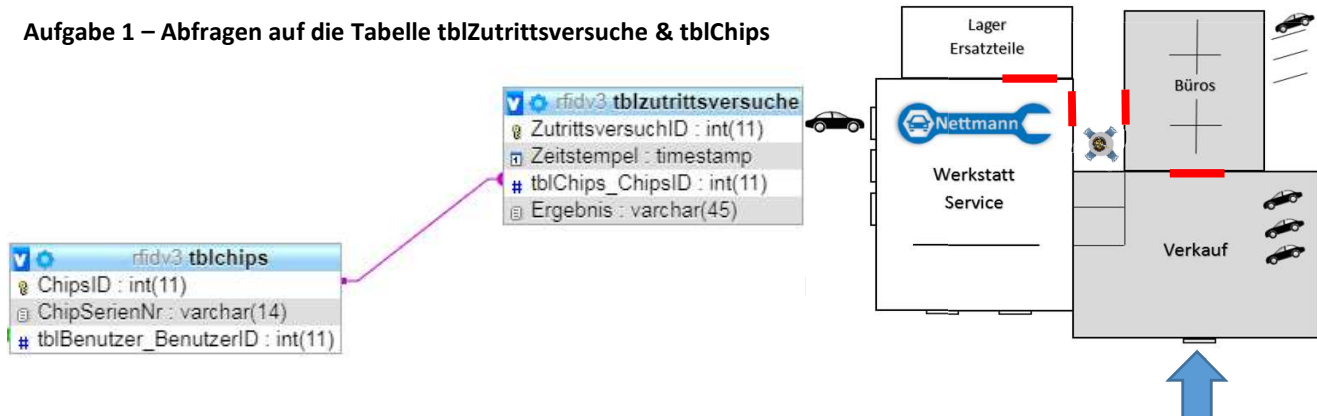 Aufgabe 1 – Abfragen auf die Tabelle tblZutrittsversuche & tblChips
rfidv3 tblzutrittsversuche
ZutrittsversuchID : int(11)
Zeitstempel : timestamp
# tblChips_ChipsID : int(11)
Ergebnis : varchar(45)
rfidv3 tblchips
ChipsID : int(11)
ChipSerienNr : varchar(14)
# tblBenutzer_BenutzerID : int(11)
Lager
Ersatzteile
Büros
Nettmann
Werkstatt
Service
Verkauf